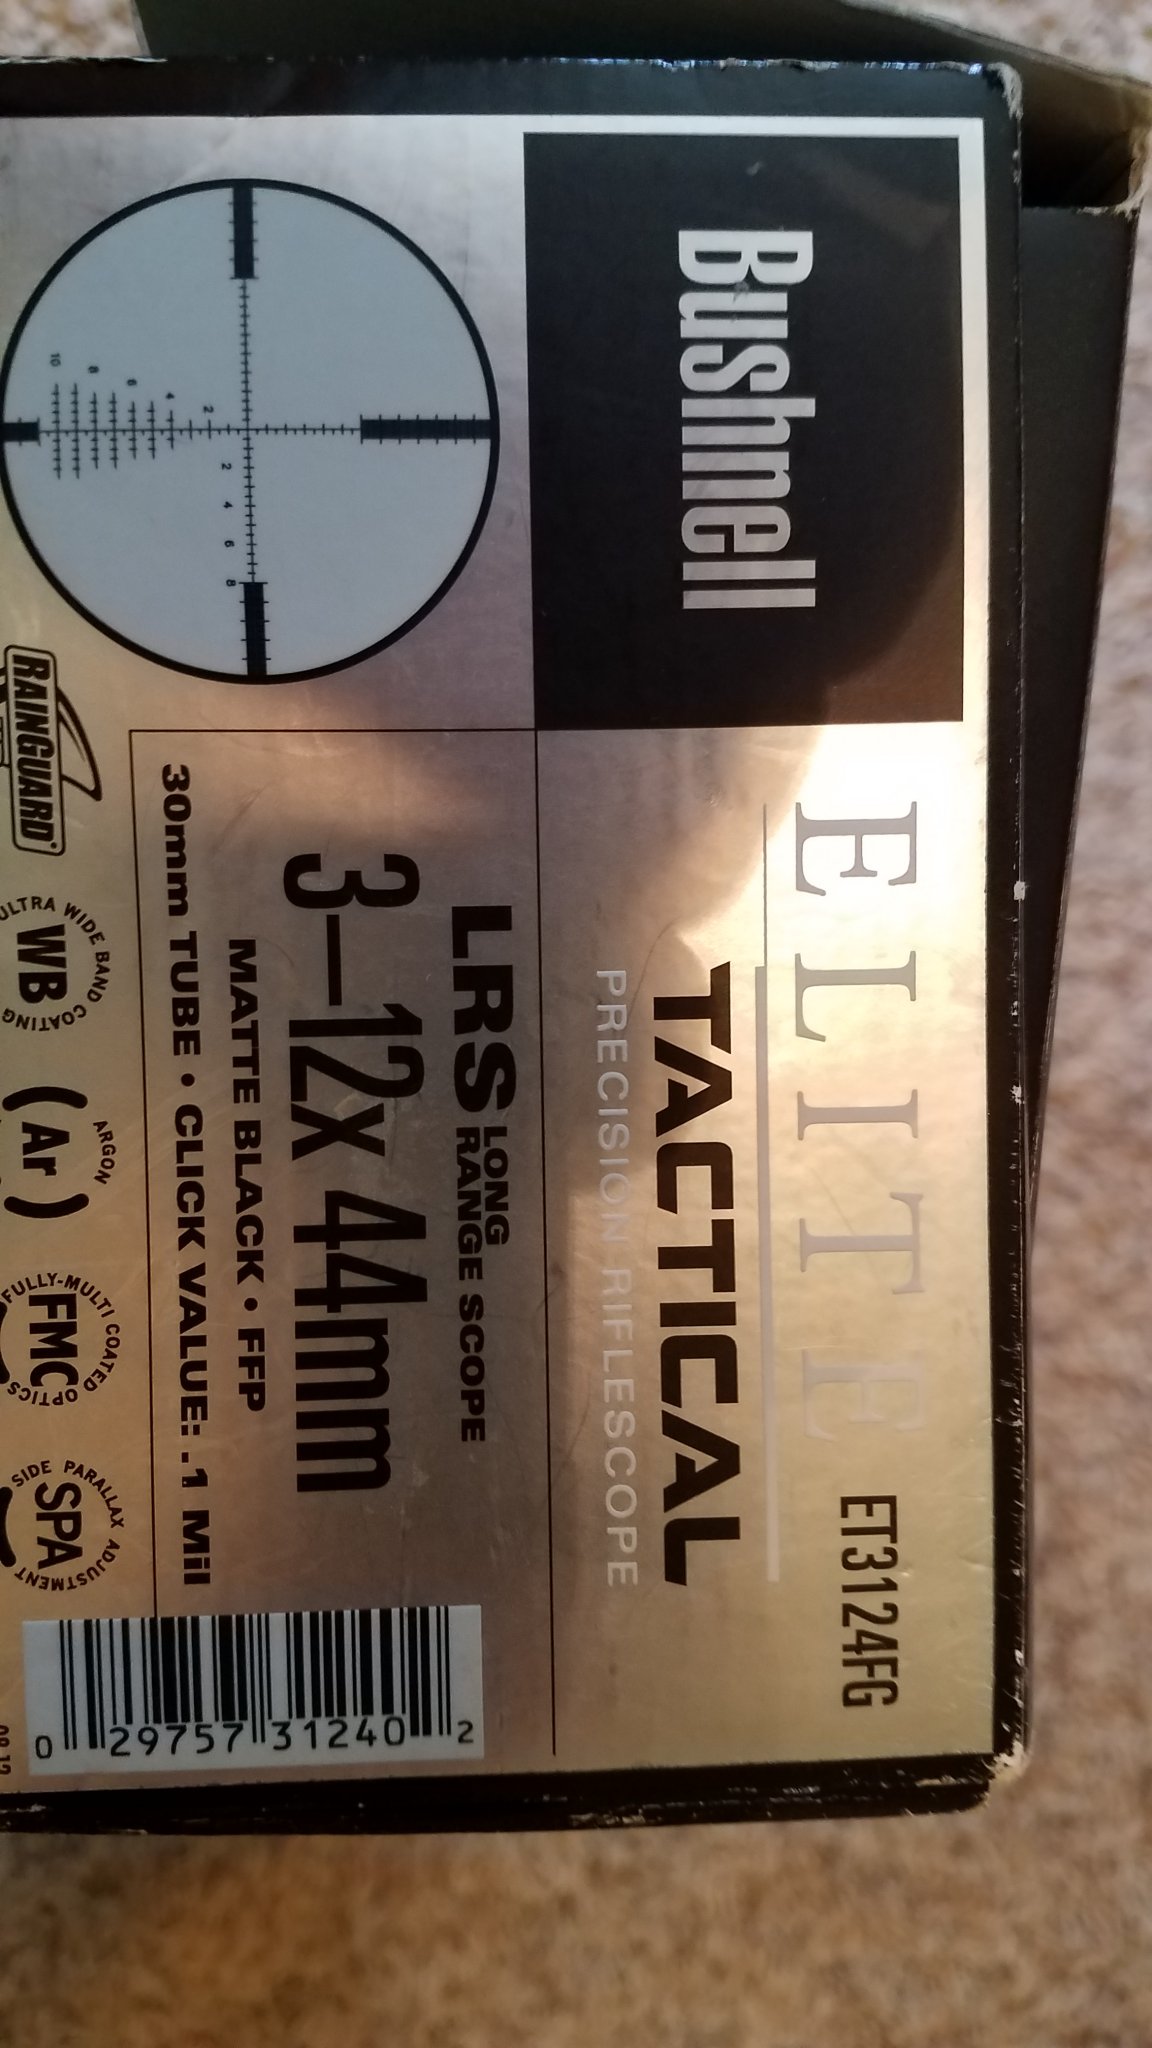 Bushnell
ELITE
ET3124FG
TACTICAL
PRECISION RIFLESCOPE
LRS LONG RANGE SCOPE
3–12x 44mm
MATTE BLACK • FFP
30mm TUBE • CLICK VALUE: .1 Mil
2 4 6 8
2
4
6
8
10
RAINGUARD®
ULTRA WIDE BAND COATING
WB
ARGON
(Ar)
FULLY-MULTI COATED OPTICS
FMC
SIDE PARALLAX ADJUSTMENT
SPA
0 29757 31240 2